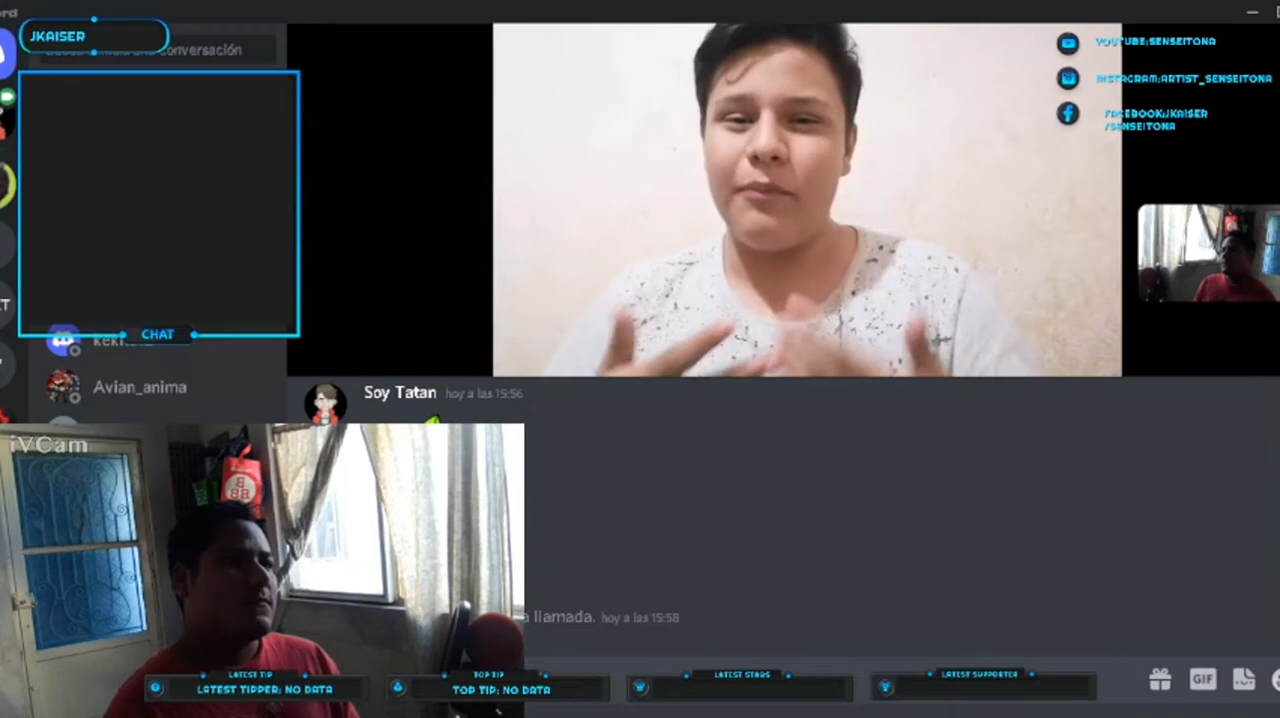 JKAISER
conversación
YOUTUBE:SENSEITONA
INSTAGRAM:ARTIST_SENSEITONA
FACEBOOK:JKAISER
/SENSEITONA
CHAT
Avian_anima
Soy Tatan hoy a las 15:56
iVCam
llamada. hoy a las 15:58
LATEST TIP
LATEST TIPPER: NO DATA
TOP TIP
TOP TIP: NO DATA
LATEST STARS
LATEST SUPPORTER
GIF